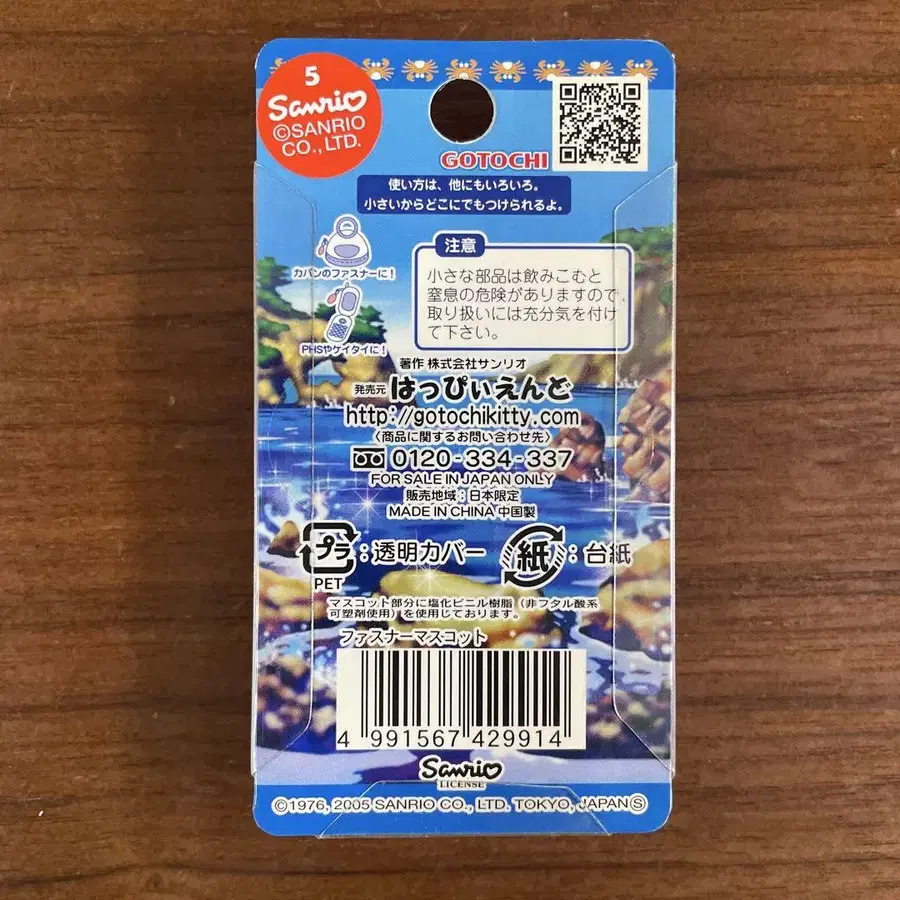 5
Sanrio
©SANRIO
CO., LTD.
GOTOCHI
使い方は、他にもいろいろ。
小さいからどこにでもつけられるよ。
カバンのファスナーに!
PHSやケイタイに!
注意
小さな部品は飲みこむと
窒息の危険がありますので、
取り扱いには充分気を付け
て下さい。
著作 株式会社サンリオ
発売元 はっぴぃえんど
http://gotochikitty.com
〈商品に関するお問い合わせ先〉
0120-334-337
FOR SALE IN JAPAN ONLY
販売地域:日本限定
MADE IN CHINA 中国製
プラ:透明カバー
PET
紙:台紙
マスコット部分に塩化ビニル樹脂(非フタル酸系
可塑剤使用)を使用しております。
ファスナーマスコット
4 991567 429914
Sanrio
LICENSE
©1976, 2005 SANRIO CO., LTD. TOKYO, JAPAN Ⓢ